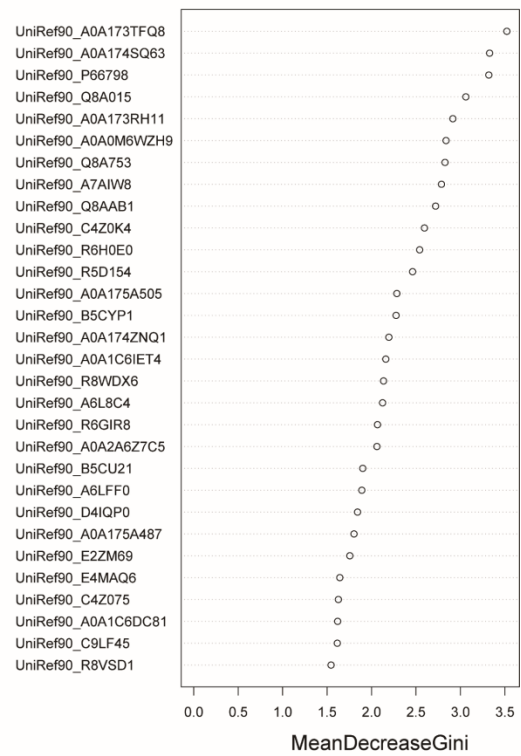 UniRef90_A0A173TFQ8
UniRef90_A0A174SQ63
UniRef90_P66798
UniRef90_Q8A015
UniRef90_A0A173RH11
UniRef90_A0A0M6WZH9
UniRef90_Q8A753
UniRef90_A7AIW8
UniRef90_Q8AAB1
UniRef90_C4Z0K4
UniRef90_R6H0E0
UniRef90_R5D154
UniRef90_A0A175A505
UniRef90_B5CYP1
UniRef90_A0A174ZNQ1
UniRef90_A0A1C6IET4
UniRef90_R8WDX6
UniRef90_A6L8C4
UniRef90_R6GIR8
UniRef90_A0A2A6Z7C5
UniRef90_B5CU21
UniRef90_A6LFF0
UniRef90_D4IQP0
UniRef90_A0A175A487
UniRef90_E2ZM69
UniRef90_E4MAQ6
UniRef90_C4Z075
UniRef90_A0A1C6DC81
UniRef90_C9LF45
UniRef90_R8VSD1
0.0 0.5 1.0 1.5 2.0 2.5 3.0 3.5
MeanDecreaseGini